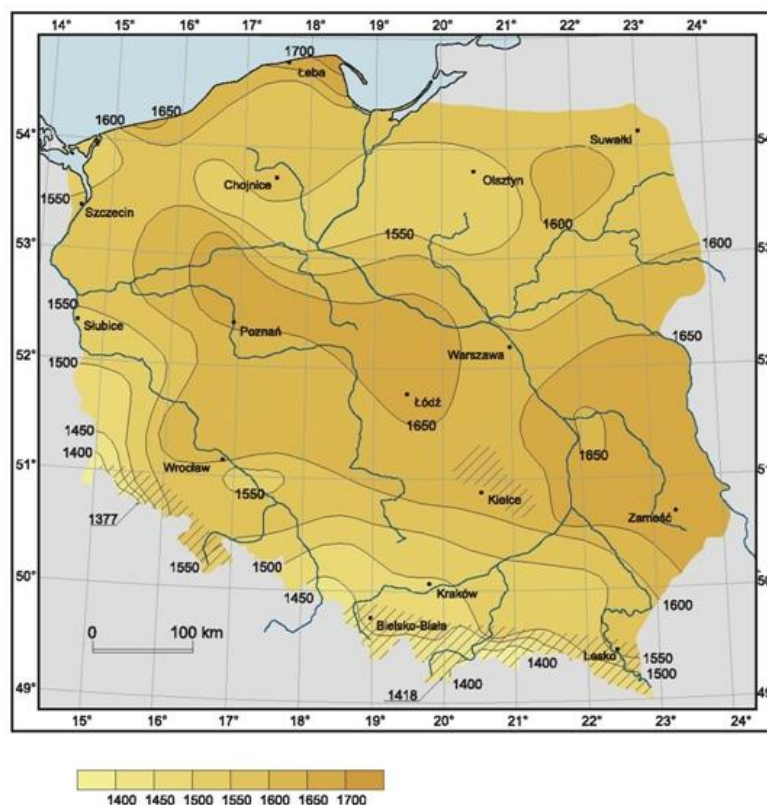 14° 15° 16° 17° 18° 19° 20° 21° 22° 23°
1700
Łeba
1650
1600
54°
Suwałki
Chojnice
Olsztyn
1550
Szczecin
1600
53°
1550
1600
1550
Słubice
Poznań
1650
52°
Warszawa
1500
Łódź
1650
1450
1650
1400
51°
Wrocław
1550
Kielce
Zamość
1377
1550
1500
50°
1450
Kraków
1600
0 100 km
Bielsko-Biała
Lesko
1550
1400
1500
49°
1418
1400
15° 16° 17° 18° 19° 20° 21° 22° 23° 24°
1400 1450 1500 1550 1600 1650 1700